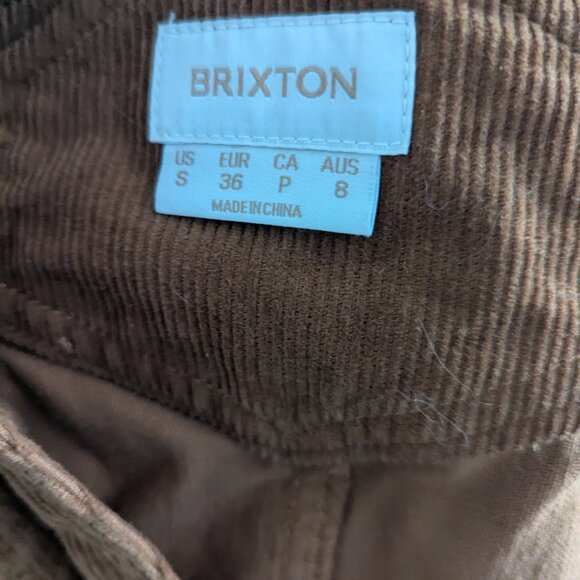 BRIXTON
US EUR CA AUS
S 36 P 8
MADE IN CHINA